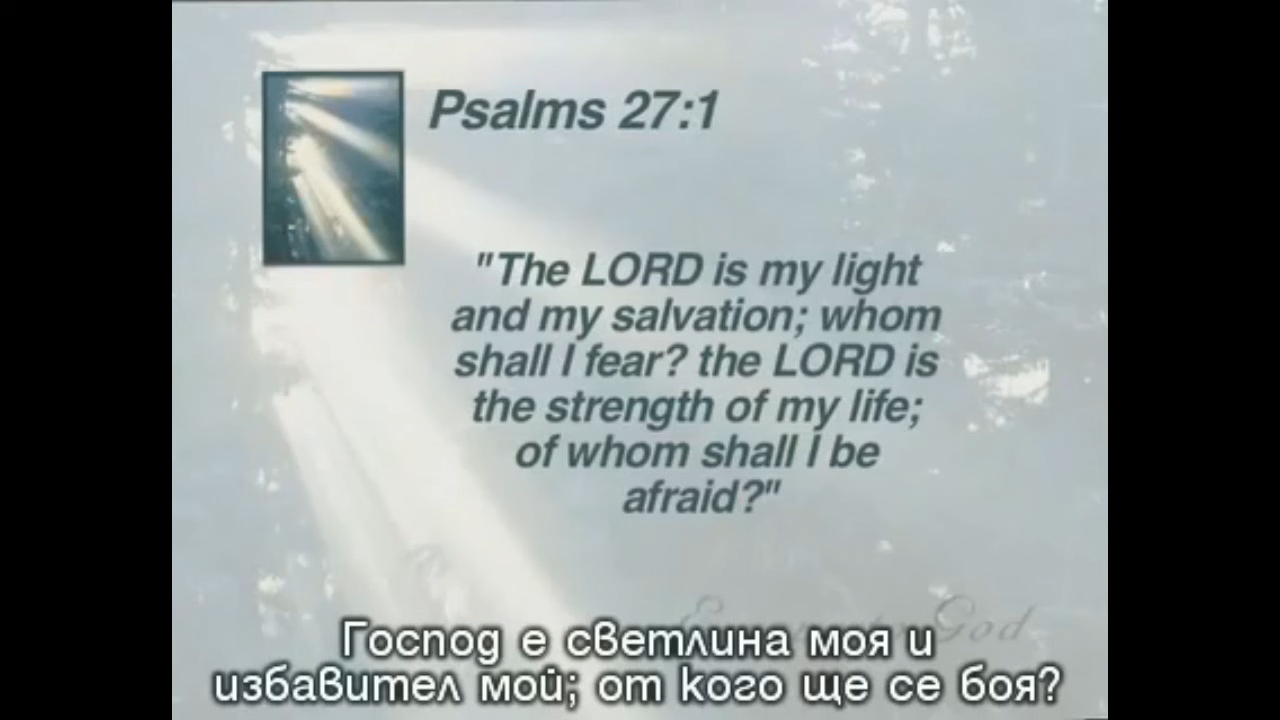 Psalms 27:1
"The LORD is my light
and my salvation; whom
shall I fear? the LORD is
the strength of my life;
of whom shall I be
afraid?"
God
Господ е светлина моя и
избавител мой; от кого ще се боя?